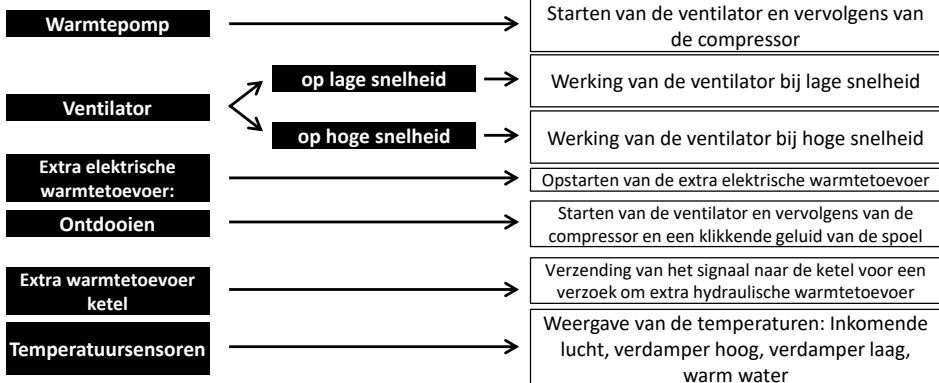 Warmtepomp
Starten van de ventilator en vervolgens van
de compressor
Ventilator
op lage snelheid
Werking van de ventilator bij lage snelheid
op hoge snelheid
Werking van de ventilator bij hoge snelheid
Extra elektrische
warmtetoevoer:
Opstarten van de extra elektrische warmtetoevoer
Ontdooien
Starten van de ventilator en vervolgens van de
compressor en een klikkende geluid van de spoel
Extra warmtetoevoer
ketel
Verzending van het signaal naar de ketel voor een
verzoek om extra hydraulische warmtetoevoer
Temperatuursensoren
Weergave van de temperaturen: Inkomende
lucht, verdamper hoog, verdamper laag,
warm water